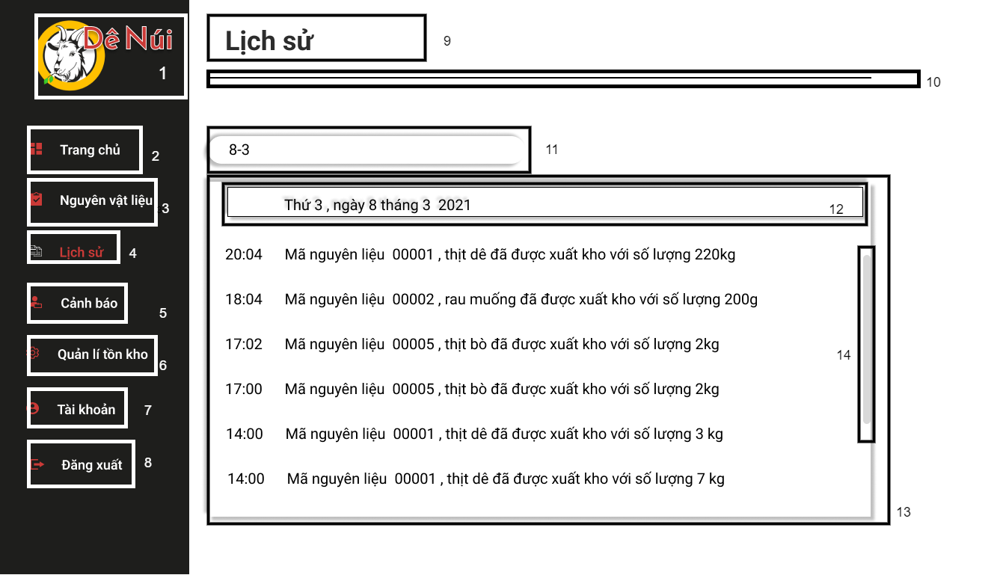 Dê Núi
1
Trang chủ
2
Nguyên vật liệu
3
Lịch sử
4
Cảnh báo
5
Quản lí tồn kho
6
Tài khoản
7
Đăng xuất
8
Lịch sử
9
10
8-3
11
Thứ 3 , ngày 8 tháng 3 2021
12
20:04 Mã nguyên liệu 00001 , thịt dê đã được xuất kho với số lượng 220kg
18:04 Mã nguyên liệu 00002 , rau muống đã được xuất kho với số lượng 200g
17:02 Mã nguyên liệu 00005 , thịt bò đã được xuất kho với số lượng 2kg
14
17:00 Mã nguyên liệu 00005 , thịt bò đã được xuất kho với số lượng 2kg
14:00 Mã nguyên liệu 00001 , thịt dê đã được xuất kho với số lượng 3 kg
14:00 Mã nguyên liệu 00001 , thịt dê đã được xuất kho với số lượng 7 kg
13